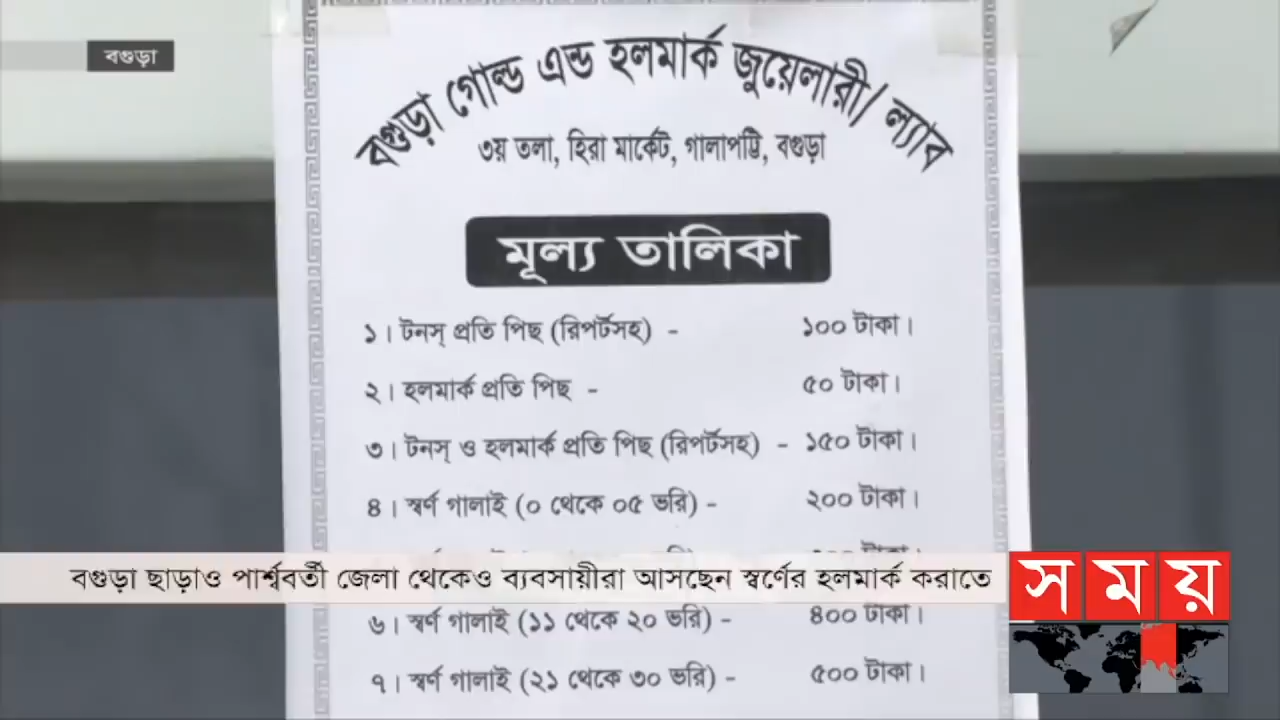 বগুড়া
বগুড়া গোল্ড এন্ড হলমার্ক জুয়েলারী/ ল্যাব
৩য় তলা, হিরা মার্কেট, গালাপট্টি, বগুড়া
মূল্য তালিকা
১। টনস্ প্রতি পিছ (রিপর্টসহ) - ১০০ টাকা।
২। হলমার্ক প্রতি পিছ - ৫০ টাকা।
৩। টনস্ ও হলমার্ক প্রতি পিছ (রিপর্টসহ) - ১৫০ টাকা।
৪। স্বর্ণ গালাই (০ থেকে ০৫ ভরি) - ২০০ টাকা।
বগুড়া ছাড়াও পার্শ্ববর্তী জেলা থেকেও ব্যবসায়ীরা আসছেন স্বর্ণের হলমার্ক করাতে
সময়
৬। স্বর্ণ গালাই (১১ থেকে ২০ ভরি) - ৪০০ টাকা।
৭। স্বর্ণ গালাই (২১ থেকে ৩০ ভরি) - ৫০০ টাকা।